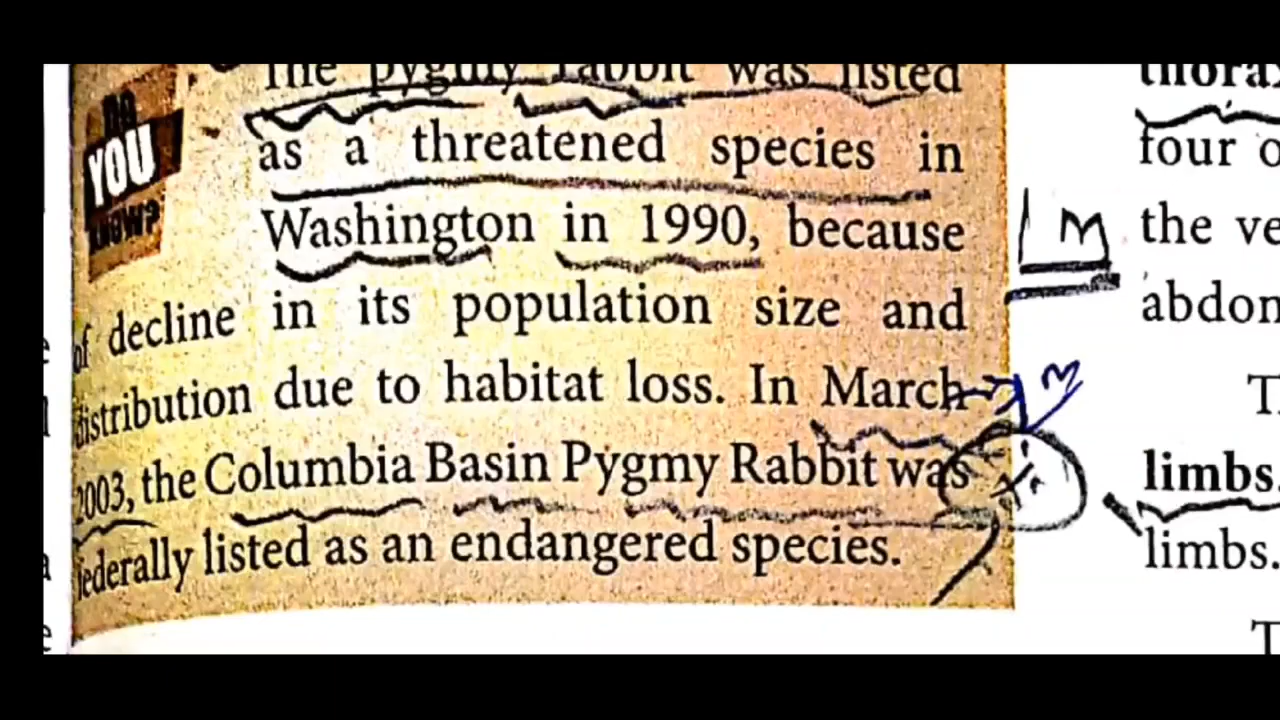 DO
YOU
KNOW?
The pygmy rabbit was listed
as a threatened species in
Washington in 1990, because
of decline in its population size and
distribution due to habitat loss. In March
2003, the Columbia Basin Pygmy Rabbit was
federally listed as an endangered species.
four o
the ve
abdon
T
limbs.
limbs.
T